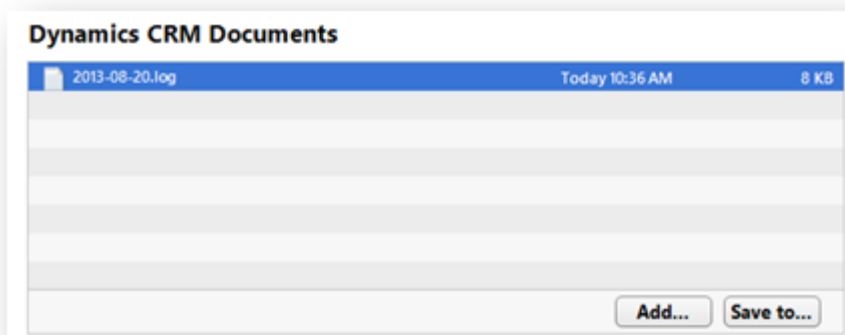 Dynamics CRM Documents
2013-08-20.log Today 10:36 AM 8 KB
Add... Save to...